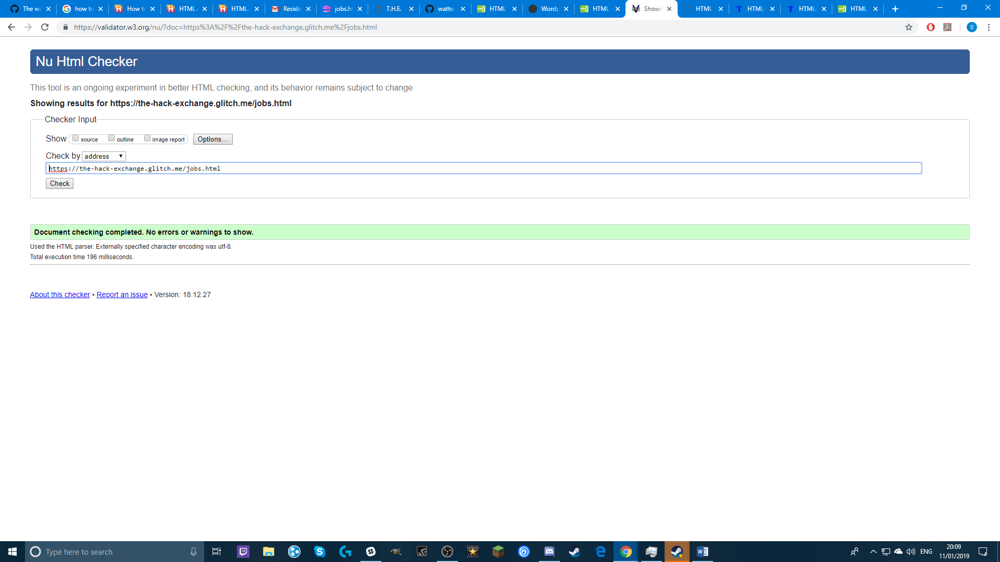 The wo
how to
How to
HTML.
HTML.
Reside
jobs.ht
T.H.E.
watts-
HTML
Wordp
HTML
Showi
HTML
HTML:
HTML:
HTML
https://validator.w3.org/nu/?doc=https%3A%2F%2Fthe-hack-exchange.glitch.me%2Fjobs.html
S
Nu Html Checker
This tool is an ongoing experiment in better HTML checking, and its behavior remains subject to change
Showing results for https://the-hack-exchange.glitch.me/jobs.html
Checker Input
Show source outline image report Options...
Check by address
https://the-hack-exchange.glitch.me/jobs.html
Check
Document checking completed. No errors or warnings to show.
Used the HTML parser. Externally specified character encoding was utf-8.
Total execution time 196 milliseconds.
About this checker • Report an issue • Version: 18.12.27
Type here to search
ENG
20:09
11/01/2019